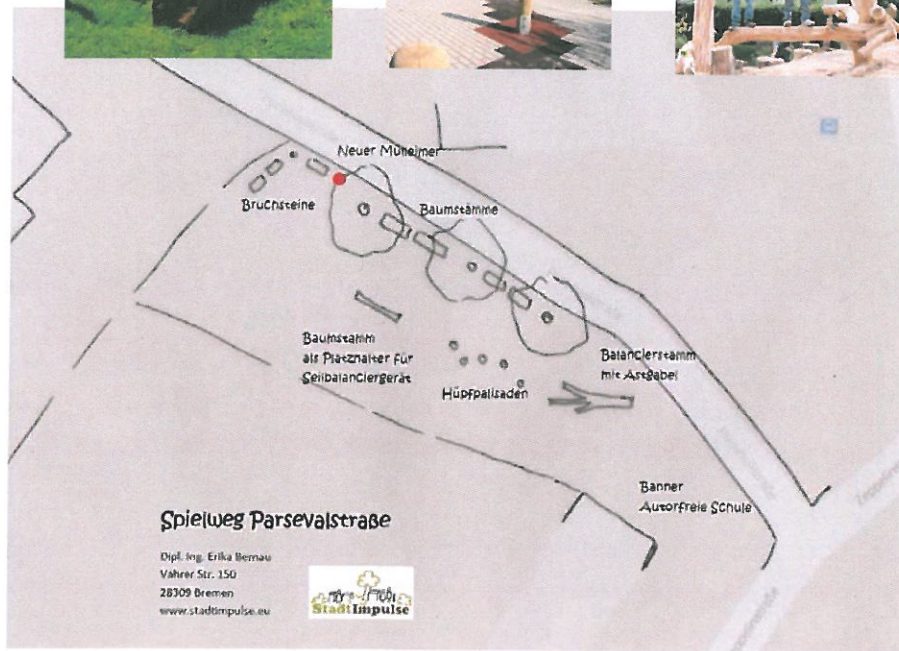 Neuer Mülleimer
Bruchsteine
Baumstämme
Baumstamm
als Platzhalter für
Seilbalanciergerät
Hüpfpalisaden
Balancierstamm
mit Astgabel
Banner
Autorfreie Schule
Spielweg Parsevalstraße
Dipl. Ing. Erika Bernau
Vahrer Str. 150
28309 Bremen
www.stadtimpulse.eu
StadtImpulse